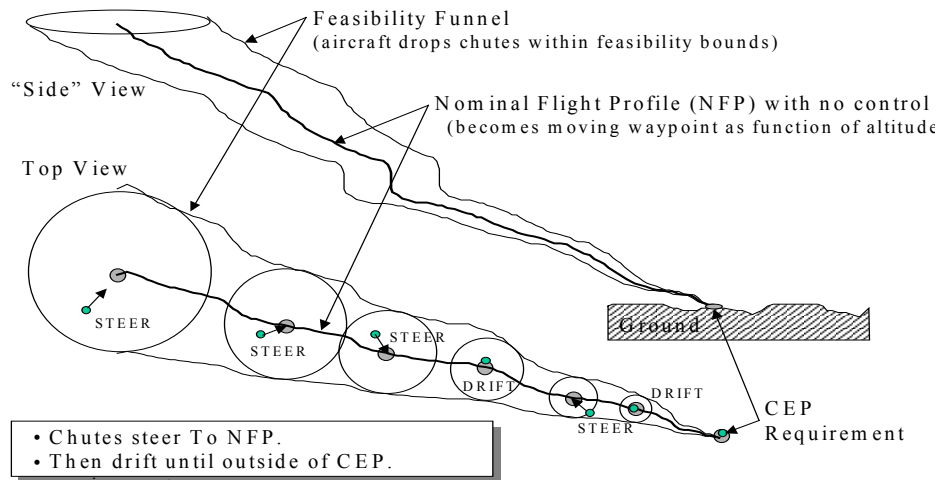 Feasibility Funnel
(aircraft drops chutes within feasibility bounds)
“Side” View
Nominal Flight Profile (NFP) with no control
(becomes moving waypoint as function of altitude
Top View
STEER
STEER
STEER
DRIFT
STEER
DRIFT
Ground
CEP
Requirement
• Chutes steer To NFP.
• Then drift until outside of CEP.